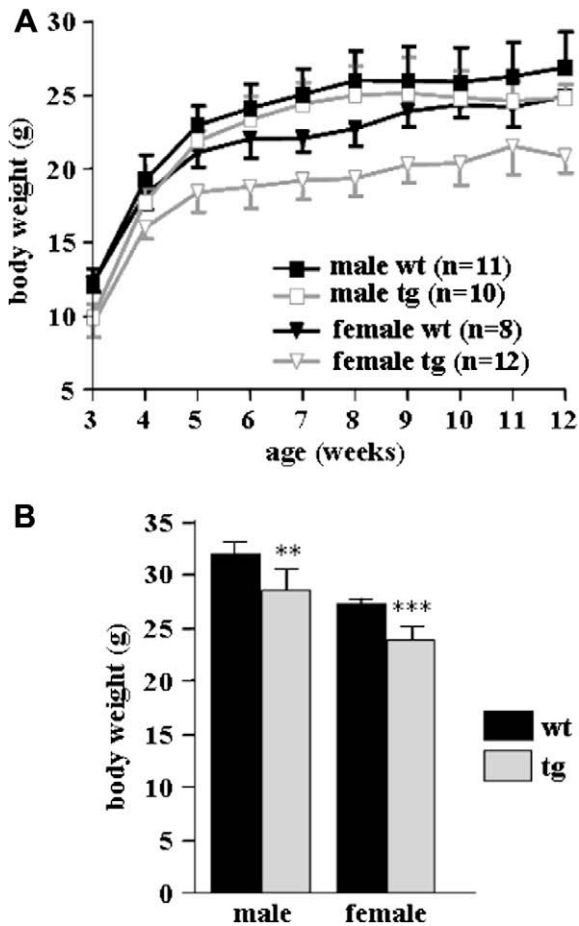 A
30
25
20
15
10
5
body weight (g)
male wt (n=11)
male tg (n=10)
female wt (n=8)
female tg (n=12)
3 4 5 6 7 8 9 10 11 12
age (weeks)
B
35
30
25
30
15
10
5
0
body weight (g)
**
***
wt
tg
male female